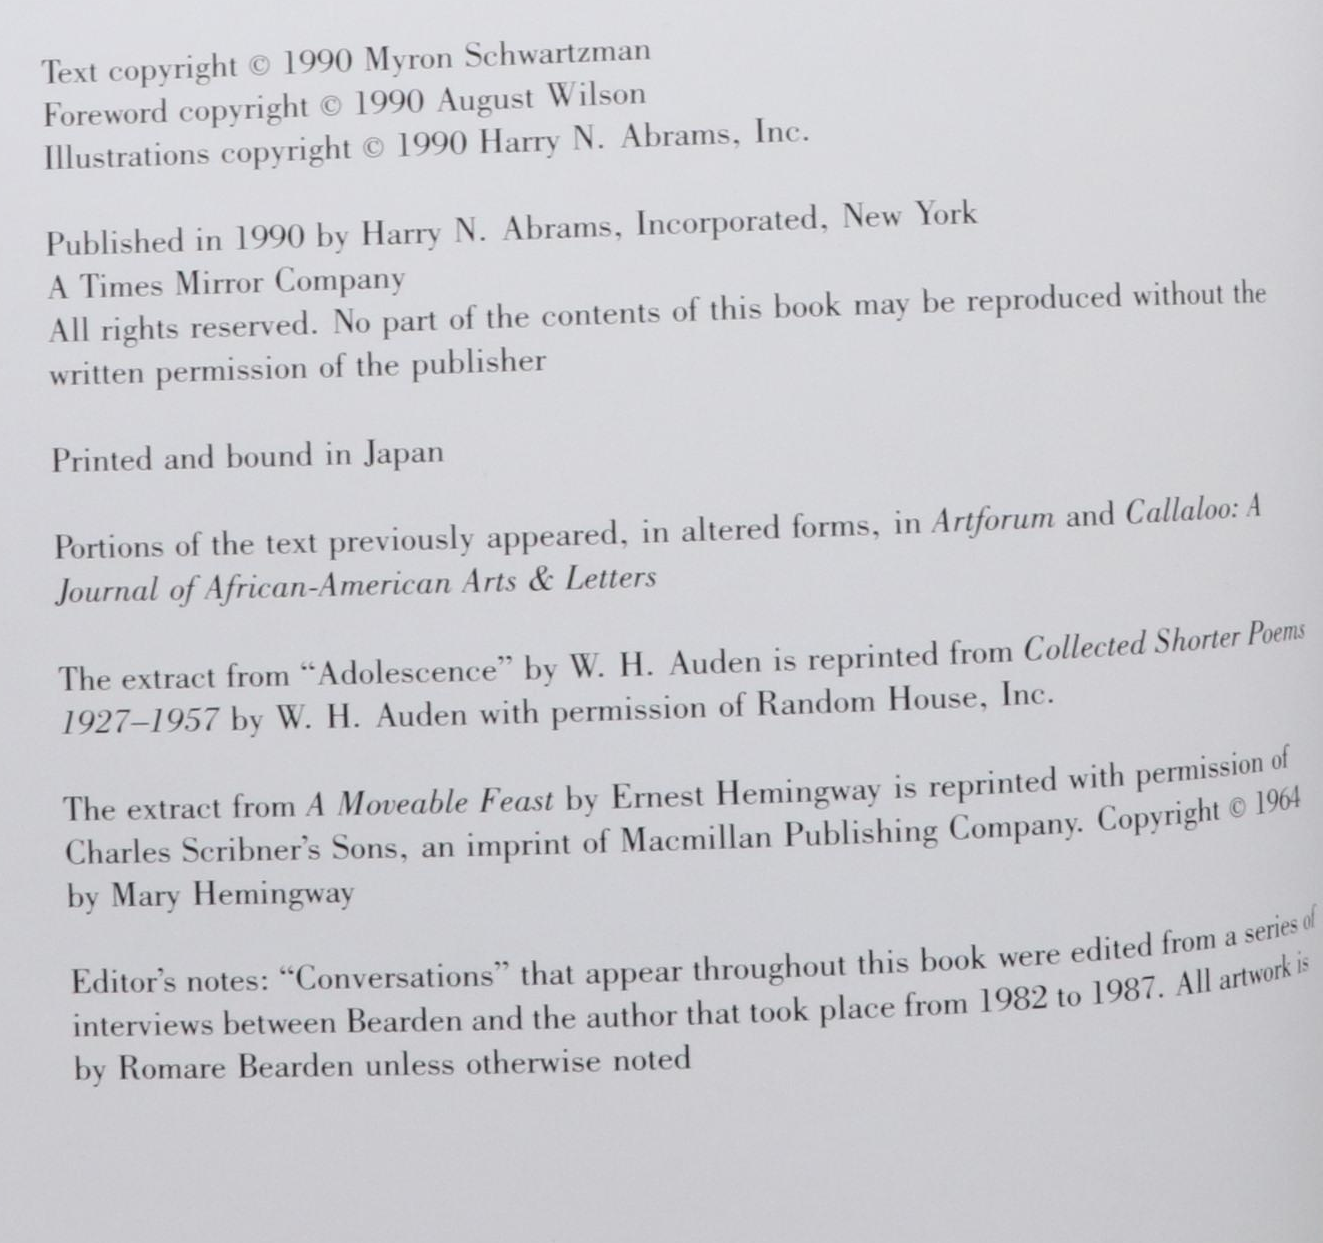 Text copyright © 1990 Myron Schwartzman
Foreword copyright © 1990 August Wilson
Illustrations copyright © 1990 Harry N. Abrams, Inc.
Published in 1990 by Harry N. Abrams, Incorporated, New York
A Times Mirror Company
All rights reserved. No part of the contents of this book may be reproduced without the
written permission of the publisher
Printed and bound in Japan
Portions of the text previously appeared, in altered forms, in Artforum and Callaloo: A
Journal of African-American Arts & Letters
The extract from “Adolescence” by W. H. Auden is reprinted from Collected Shorter Poems
1927–1957 by W. H. Auden with permission of Random House, Inc.
The extract from A Moveable Feast by Ernest Hemingway is reprinted with permission of
Charles Scribner’s Sons, an imprint of Macmillan Publishing Company. Copyright © 1964
by Mary Hemingway
Editor’s notes: “Conversations” that appear throughout this book were edited from a series of
interviews between Bearden and the author that took place from 1982 to 1987. All artwork is
by Romare Bearden unless otherwise noted